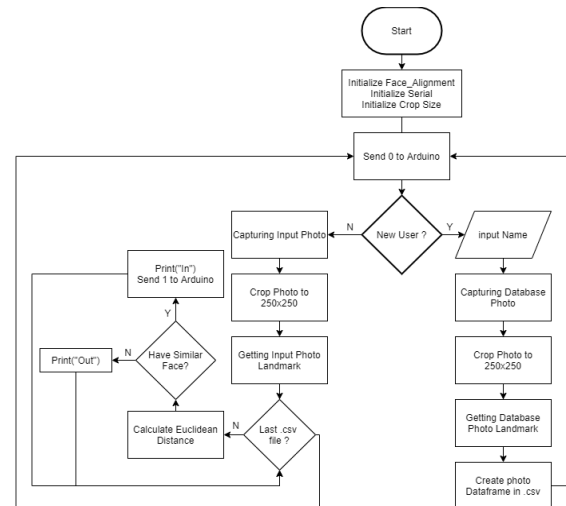 Start
Initialize Face_Alignment
Initialize Serial
Initialize Crop Size
Send 0 to Arduino
New User ?
N
Y
Capturing Input Photo
input Name
Print("In")
Send 1 to Arduino
Crop Photo to
250x250
Capturing Database
Photo
Y
Print("Out")
N
Have Similar
Face?
Getting Input Photo
Landmark
Crop Photo to
250x250
Calculate Euclidean
Distance
N
Last .csv
file ?
Getting Database
Photo Landmark
Create photo
Dataframe in .csv